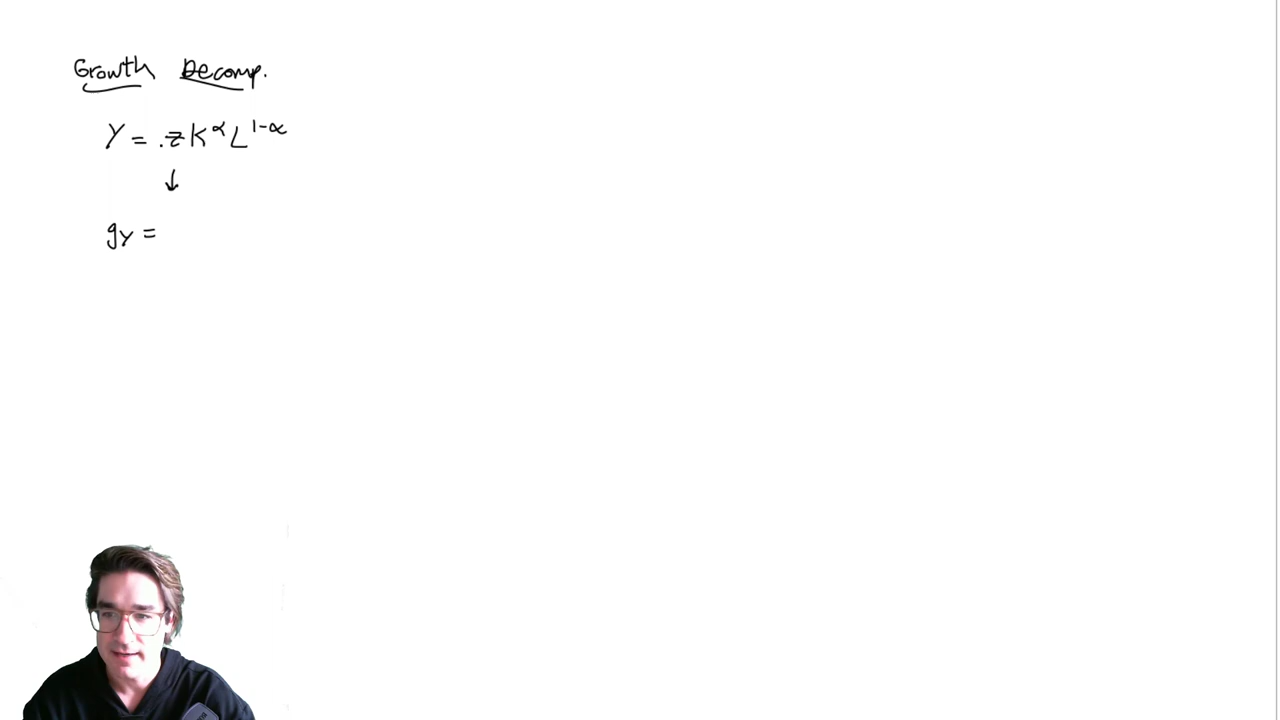 Growth Decomp.
Y = .zK^α L^1-α
↓
gY =